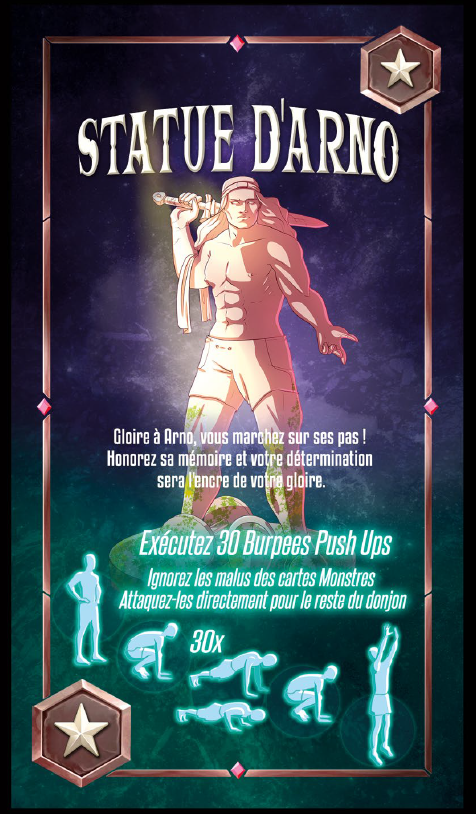 STATUE D'ARNO
Gloire à Arno, vous marchez sur ses pas !
Honorez sa mémoire et votre détermination
sera l'encre de votre gloire.
Exécutez 30 Burpees Push Ups
Ignorez les malus des cartes Monstres
Attaquez-les directement pour le reste du donjon
30x